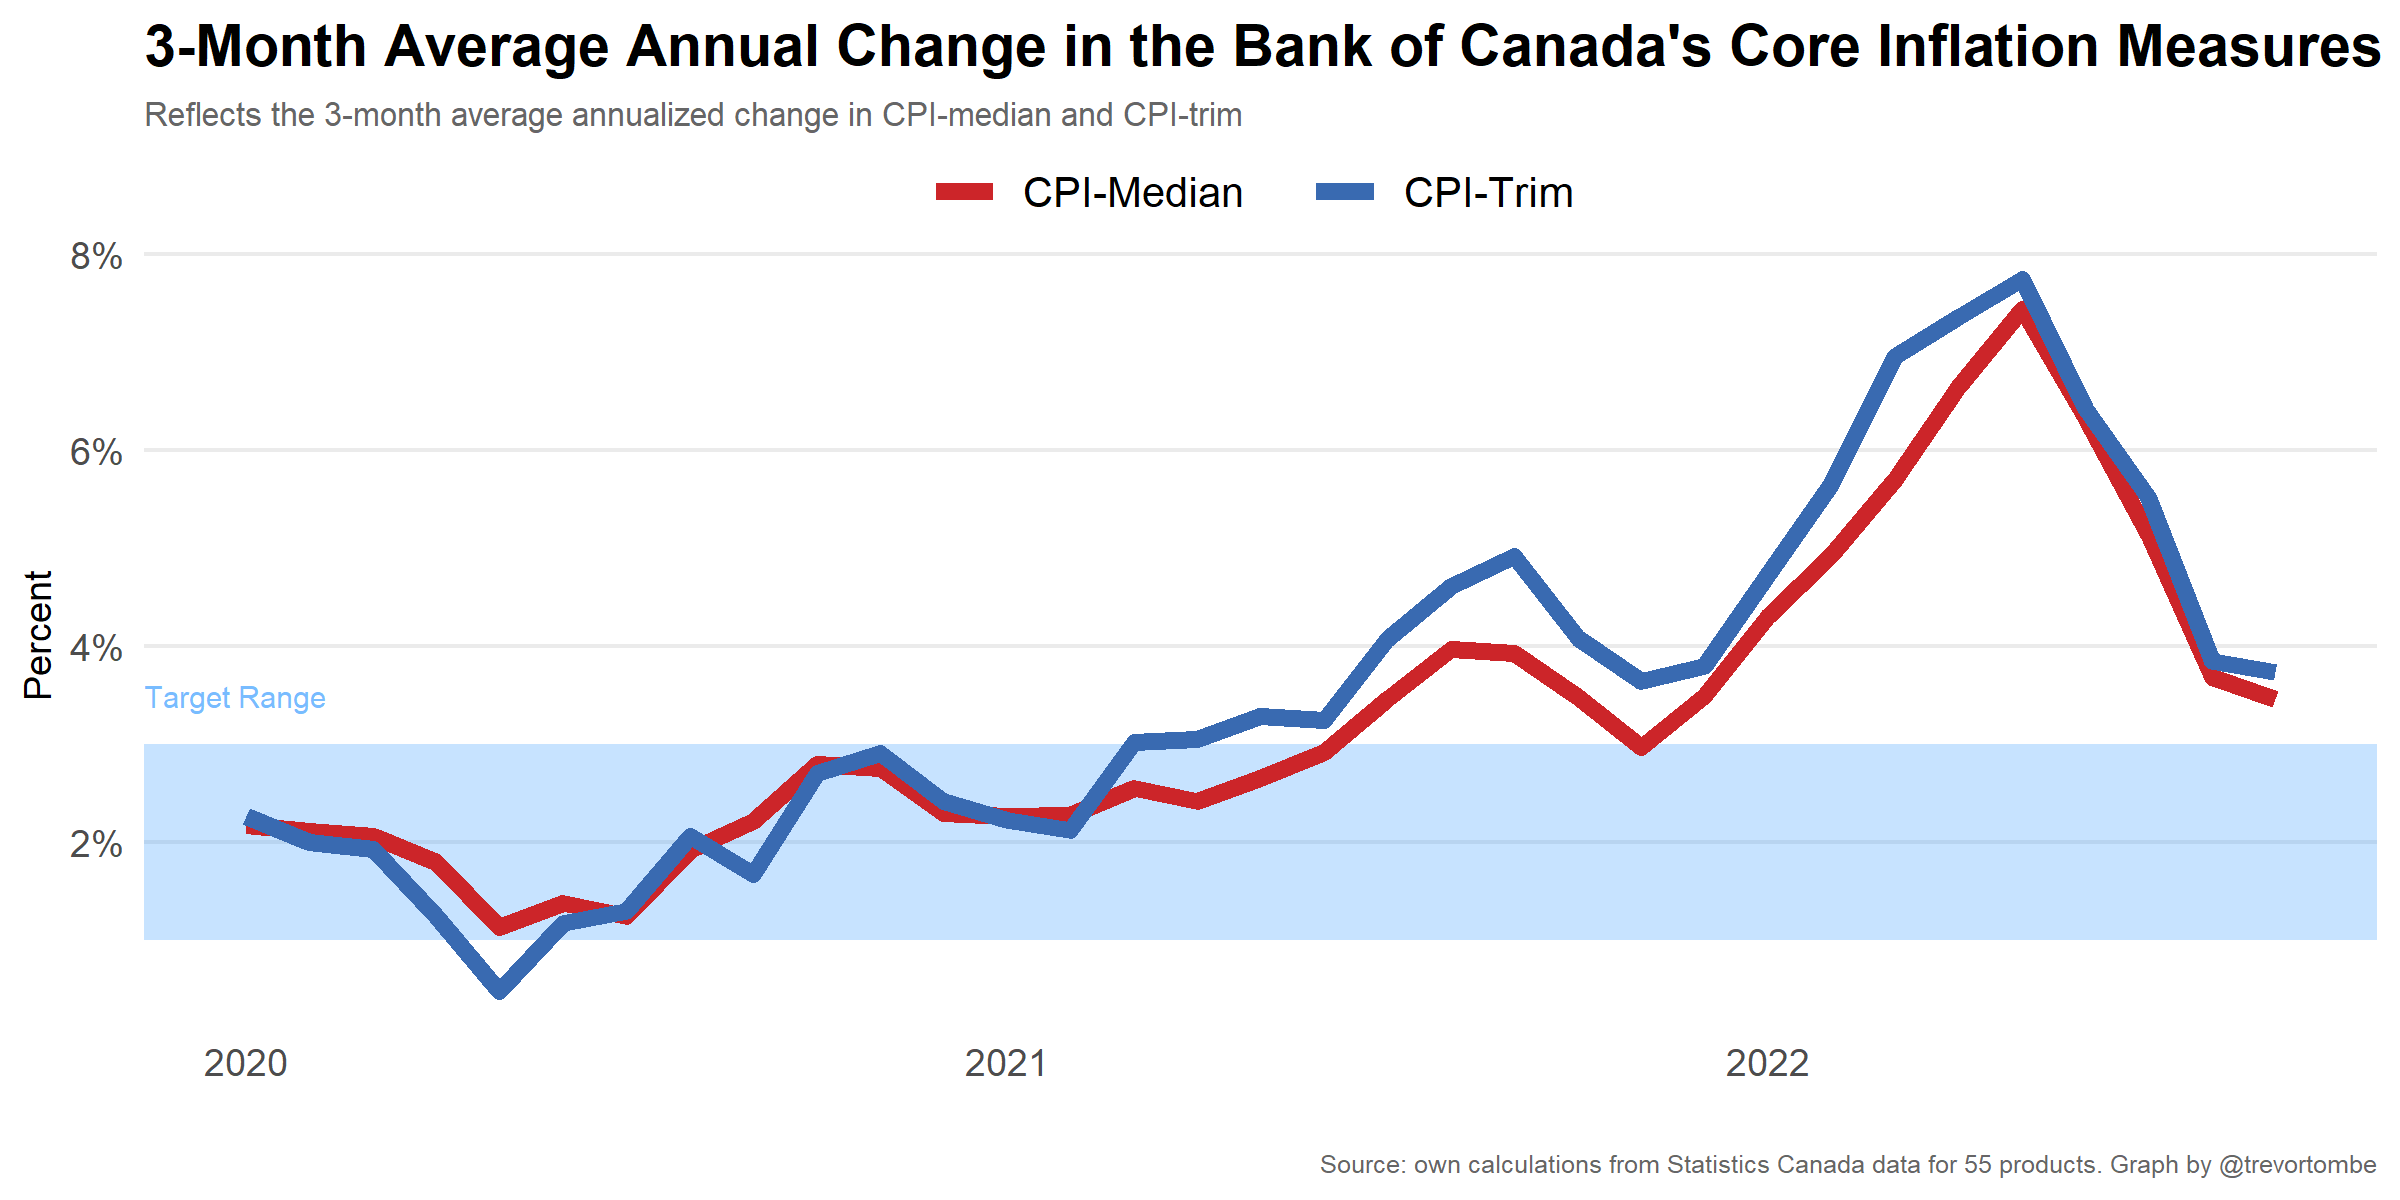 3-Month Average Annual Change in the Bank of Canada's Core Inflation Measures
Reflects the 3-month average annualized change in CPI-median and CPI-trim
CPI-Median CPI-Trim
8%
6%
4%
2%
Percent
Target Range
2020 2021 2022
Source: own calculations from Statistics Canada data for 55 products. Graph by @trevortombe